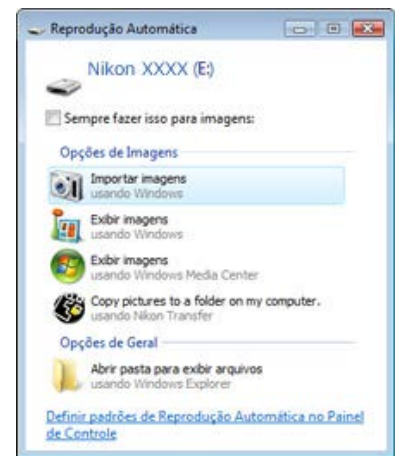 Reprodução Automática
Nikon XXXX (E:)
Sempre fazer isso para imagens:
Opções de Imagens
Importar imagens
usando Windows
Exibir imagens
usando Windows
Exibir imagens
usando Windows Media Center
Copy pictures to a folder on my computer.
usando Nikon Transfer
Opções de Geral
Abrir pasta para exibir arquivos
usando Windows Explorer
Definir padrões de Reprodução Automática no Painel
de Controle